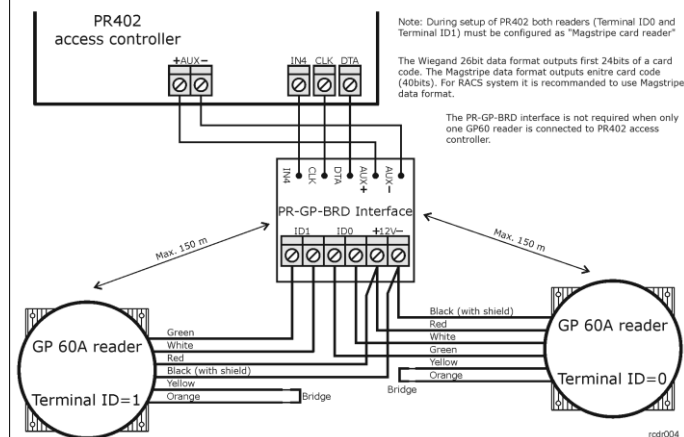 PR402
access controller
+AUX−
IN4 CLK DTA
Note: During setup of PR402 both readers (Terminal ID0 and
Terminal ID1) must be configured as "Magstripe card reader"
The Wiegand 26bit data format outputs first 24bits of a card
code. The Magstripe data format outputs enitre card code
(40bits). For RACS system it is recommanded to use Magstripe
data format.
The PR-GP-BRD interface is not required when only
one GP60 reader is connected to PR402 access
controller.
IN4 CLK DTA AUX+ AUX−
PR-GP-BRD Interface
ID1 ID0 +12V−
Max. 150 m
Max. 150 m
GP 60A reader
Terminal ID=1
Green
White
Red
Black (with shield)
Yellow
Orange
Bridge
Black (with shield)
Red
White
Green
Yellow
Orange
Bridge
GP 60A reader
Terminal ID=0
rcdr004